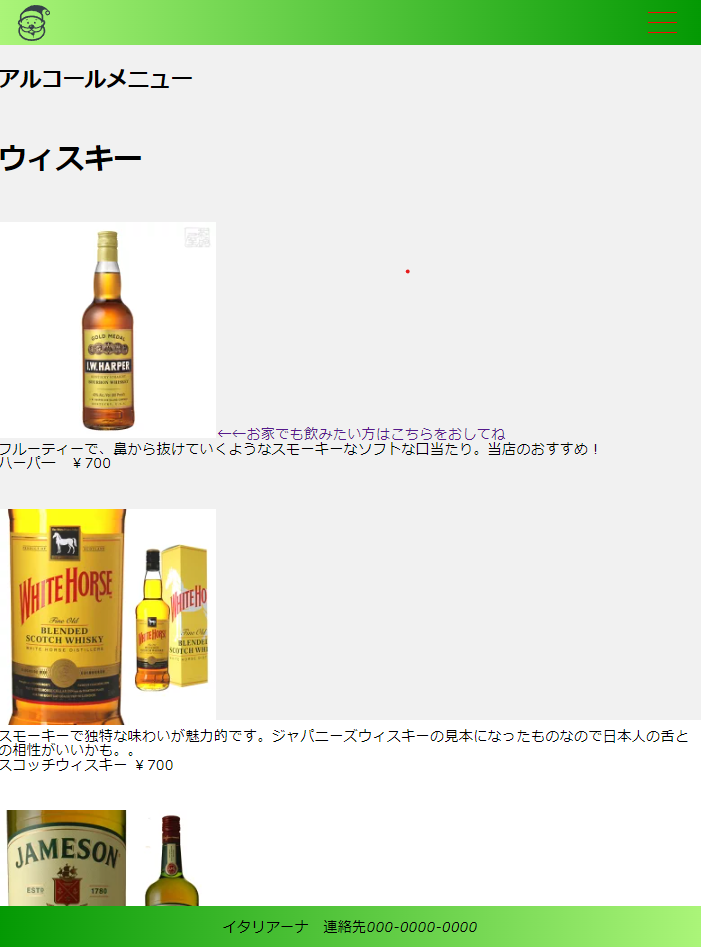 アルコールメニュー
ウィスキー
GOLD MEDAL
I.W.HARPER
BOURBON WHISKEY
←←お家でも飲みたい方はこちらをおしてね
フルーティーで、鼻から抜けていくようなスモーキーなソフトな口当たり。当店のおすすめ！
ハーパー　￥700
WHITE HORSE
Fine Old
BLENDED
SCOTCH WHISKY
WHITE HORSE DISTILLERS
WHITE HORSE
Fine Old
BLENDED
SCOTCH WHISKY
スモーキーで独特な味わいが魅力的です。ジャパニーズウィスキーの見本になったものなので日本人の舌と
の相性がいいかも。。
スコッチウィスキー ￥700
JAMESON
ESTD 1780
イタリアーナ　連絡先000-0000-0000